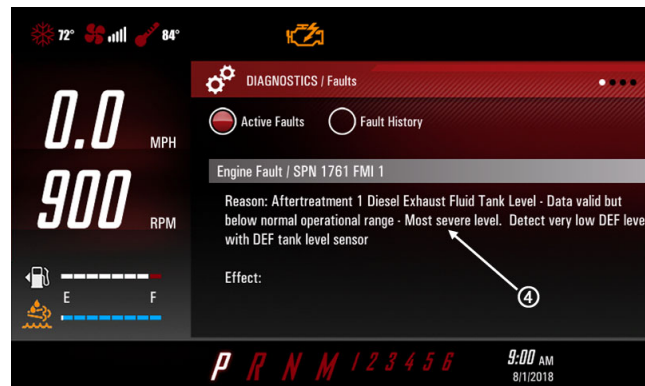 72° 84°
DIAGNOSTICS / Faults
0.0 MPH
Active Faults Fault History
Engine Fault / SPN 1761 FMI 1
900 RPM
Reason: Aftertreatment 1 Diesel Exhaust Fluid Tank Level - Data valid but
below normal operational range - Most severe level. Detect very low DEF leve
with DEF tank level sensor
Effect:
E F
4
P R N M 1 2 3 4 5 6
9:00 AM
8/1/2018